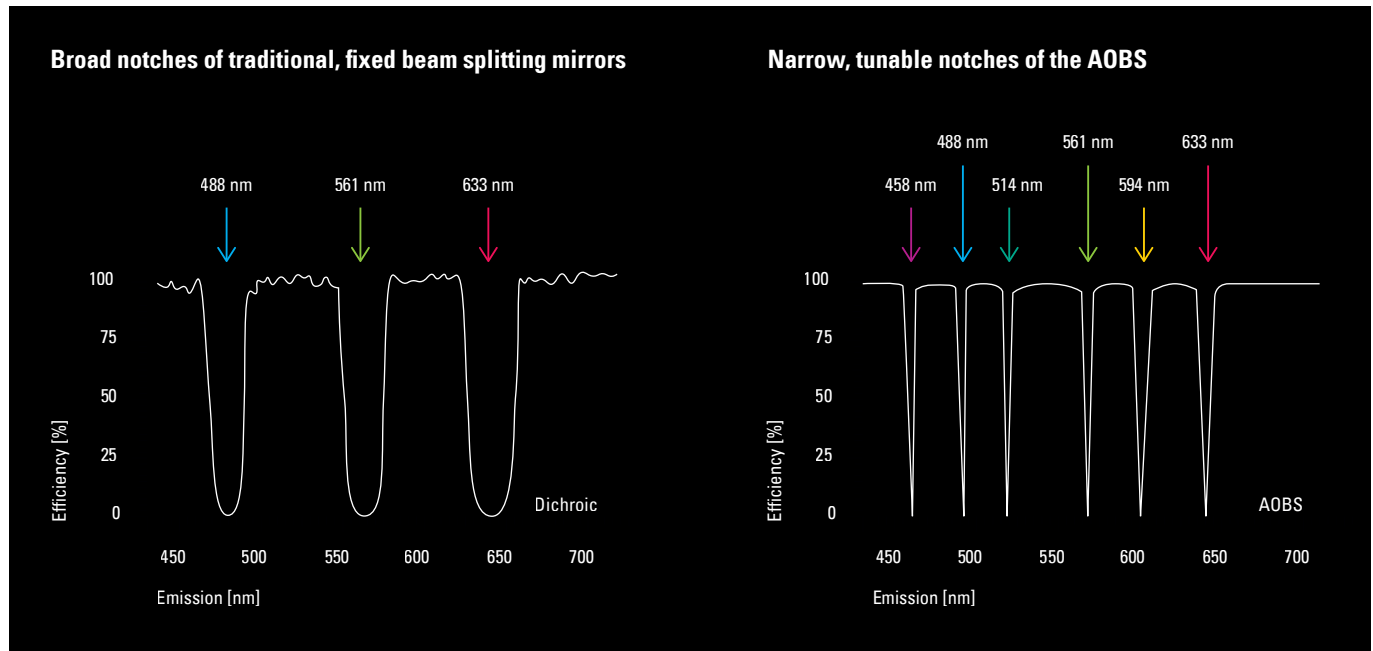 Broad notches of traditional, fixed beam splitting mirrors
488 nm
561 nm
633 nm
100
75
50
25
0
Efficiency [%]
Dichroic
450 500 550 600 650 700
Emission [nm]
Narrow, tunable notches of the AOBS
488 nm 561 nm 633 nm
458 nm 514 nm 594 nm
100
75
50
25
0
Efficiency [%]
AOBS
450 500 550 600 650 700
Emission [nm]